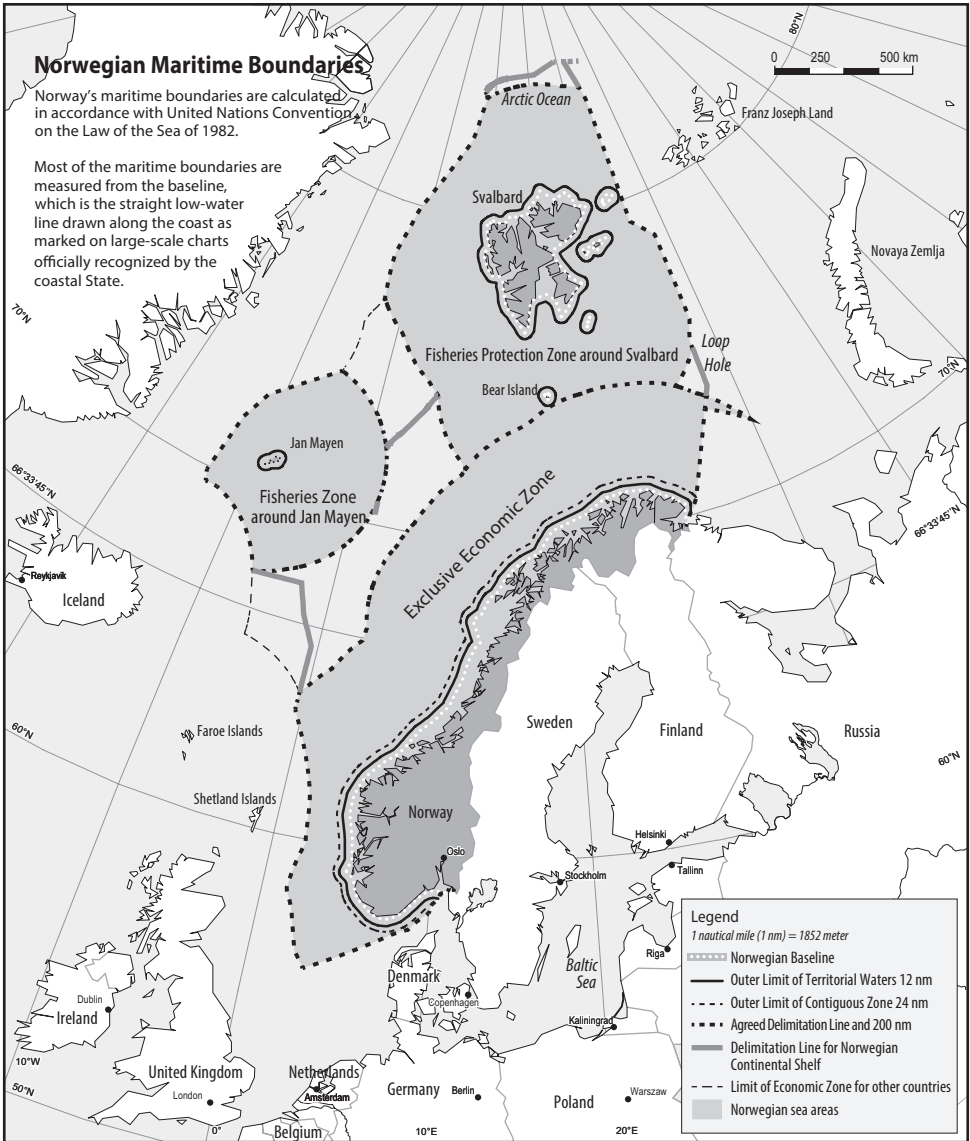 Norwegian Maritime Boundaries
Norway's maritime boundaries are calculated
in accordance with United Nations Convention
on the Law of the Sea of 1982.
Most of the maritime boundaries are
measured from the baseline,
which is the straight low-water
line drawn along the coast as
marked on large-scale charts
officially recognized by the
coastal State.
80°N
0 250 500 km
Arctic Ocean
Franz Joseph Land
Svalbard
Novaya Zemlja
70°N
Loop
Hole
Fisheries Protection Zone around Svalbard
70°N
Bear Island
Jan Mayen
66°33'45"N
Fisheries Zone
around Jan Mayen
Exclusive Economic Zone
66°33'45"N
Reykjavik
Iceland
60°N
Faroe Islands
Sweden
Finland
Russia
60°N
Shetland Islands
Norway
Helsinki
Oslo
Tallinn
Stockholm
Riga
Baltic
Sea
Denmark
Copenhagen
Kaliningrad
Dublin
Ireland
10°W
50°N
United Kingdom
London
Netherlands
Amsterdam
Germany
Berlin
Poland
Warsaw
0°
Belgium
10°E
20°E
Legend
1 nautical mile (1 nm) = 1852 meter
Norwegian Baseline
Outer Limit of Territorial Waters 12 nm
Outer Limit of Contiguous Zone 24 nm
Agreed Delimitation Line and 200 nm
Delimitation Line for Norwegian
Continental Shelf
Limit of Economic Zone for other countries
Norwegian sea areas